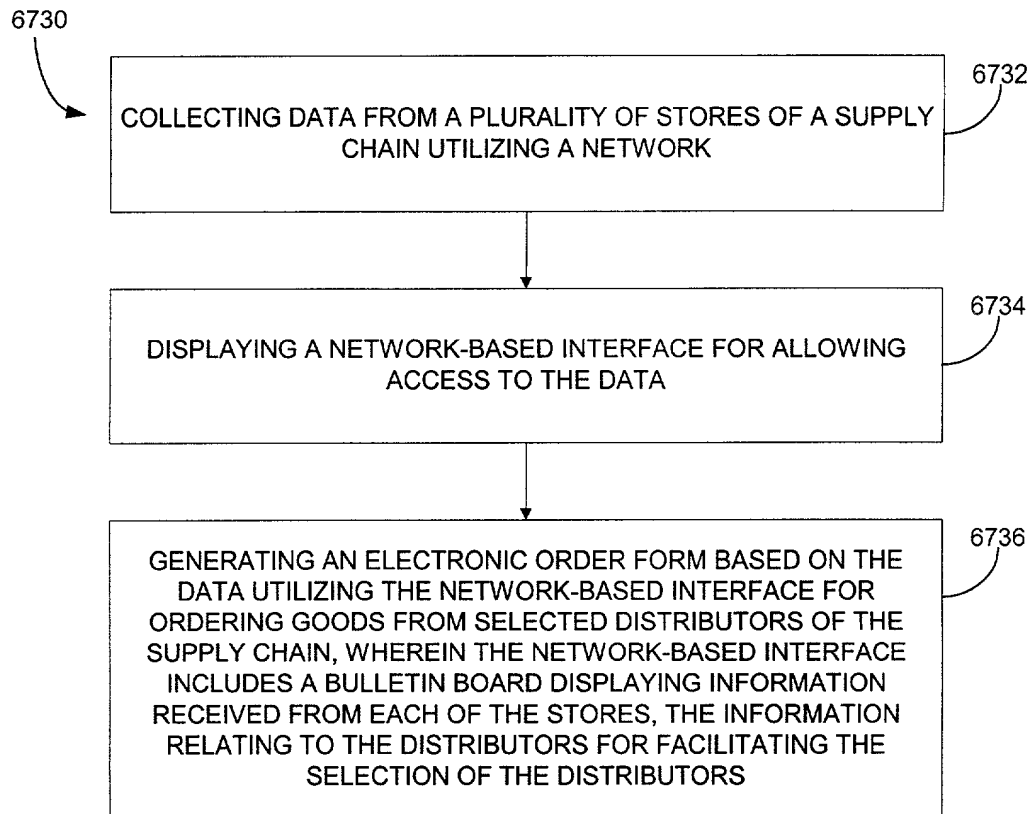 6730
6732
COLLECTING DATA FROM A PLURALITY OF STORES OF A SUPPLY
CHAIN UTILIZING A NETWORK
6734
DISPLAYING A NETWORK-BASED INTERFACE FOR ALLOWING
ACCESS TO THE DATA
6736
GENERATING AN ELECTRONIC ORDER FORM BASED ON THE
DATA UTILIZING THE NETWORK-BASED INTERFACE FOR
ORDERING GOODS FROM SELECTED DISTRIBUTORS OF THE
SUPPLY CHAIN, WHEREIN THE NETWORK-BASED INTERFACE
INCLUDES A BULLETIN BOARD DISPLAYING INFORMATION
RECEIVED FROM EACH OF THE STORES, THE INFORMATION
RELATING TO THE DISTRIBUTORS FOR FACILITATING THE
SELECTION OF THE DISTRIBUTORS